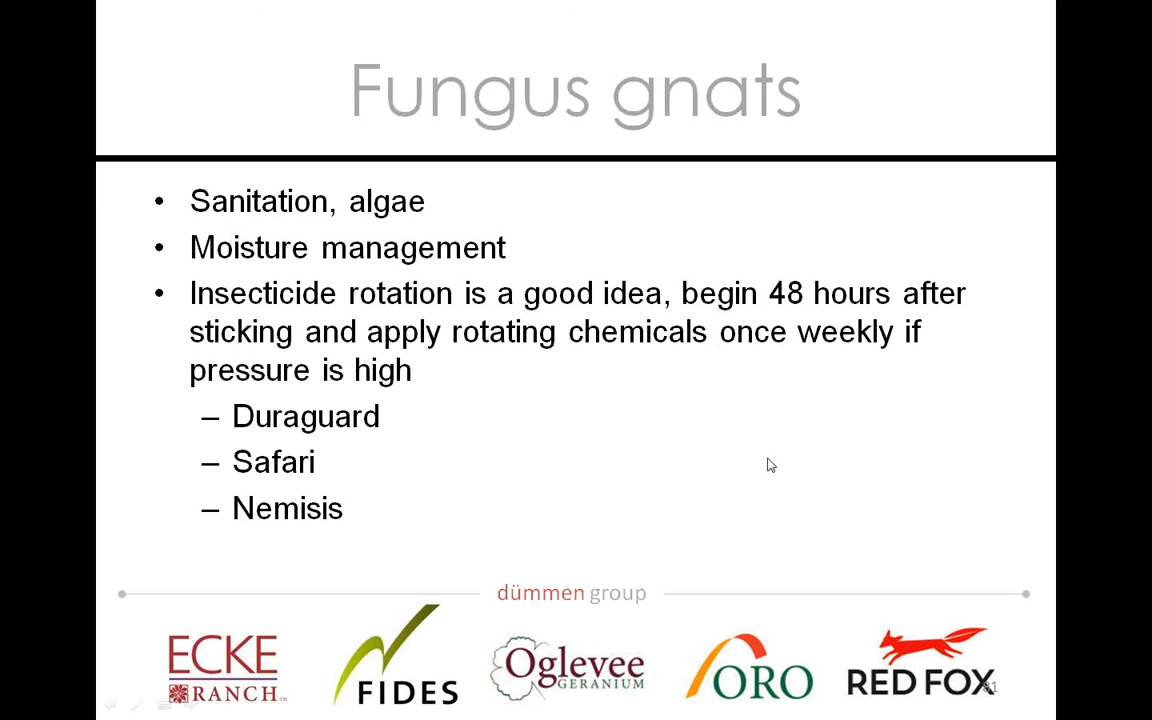 Fungus gnats
• Sanitation, algae
• Moisture management
• Insecticide rotation is a good idea, begin 48 hours after
sticking and apply rotating chemicals once weekly if
pressure is high
– Duraguard
– Safari
– Nemisis
dümmen group
ECKE
RANCH™
FIDES
Oglevee
GERANIUM
ORO
RED FOX